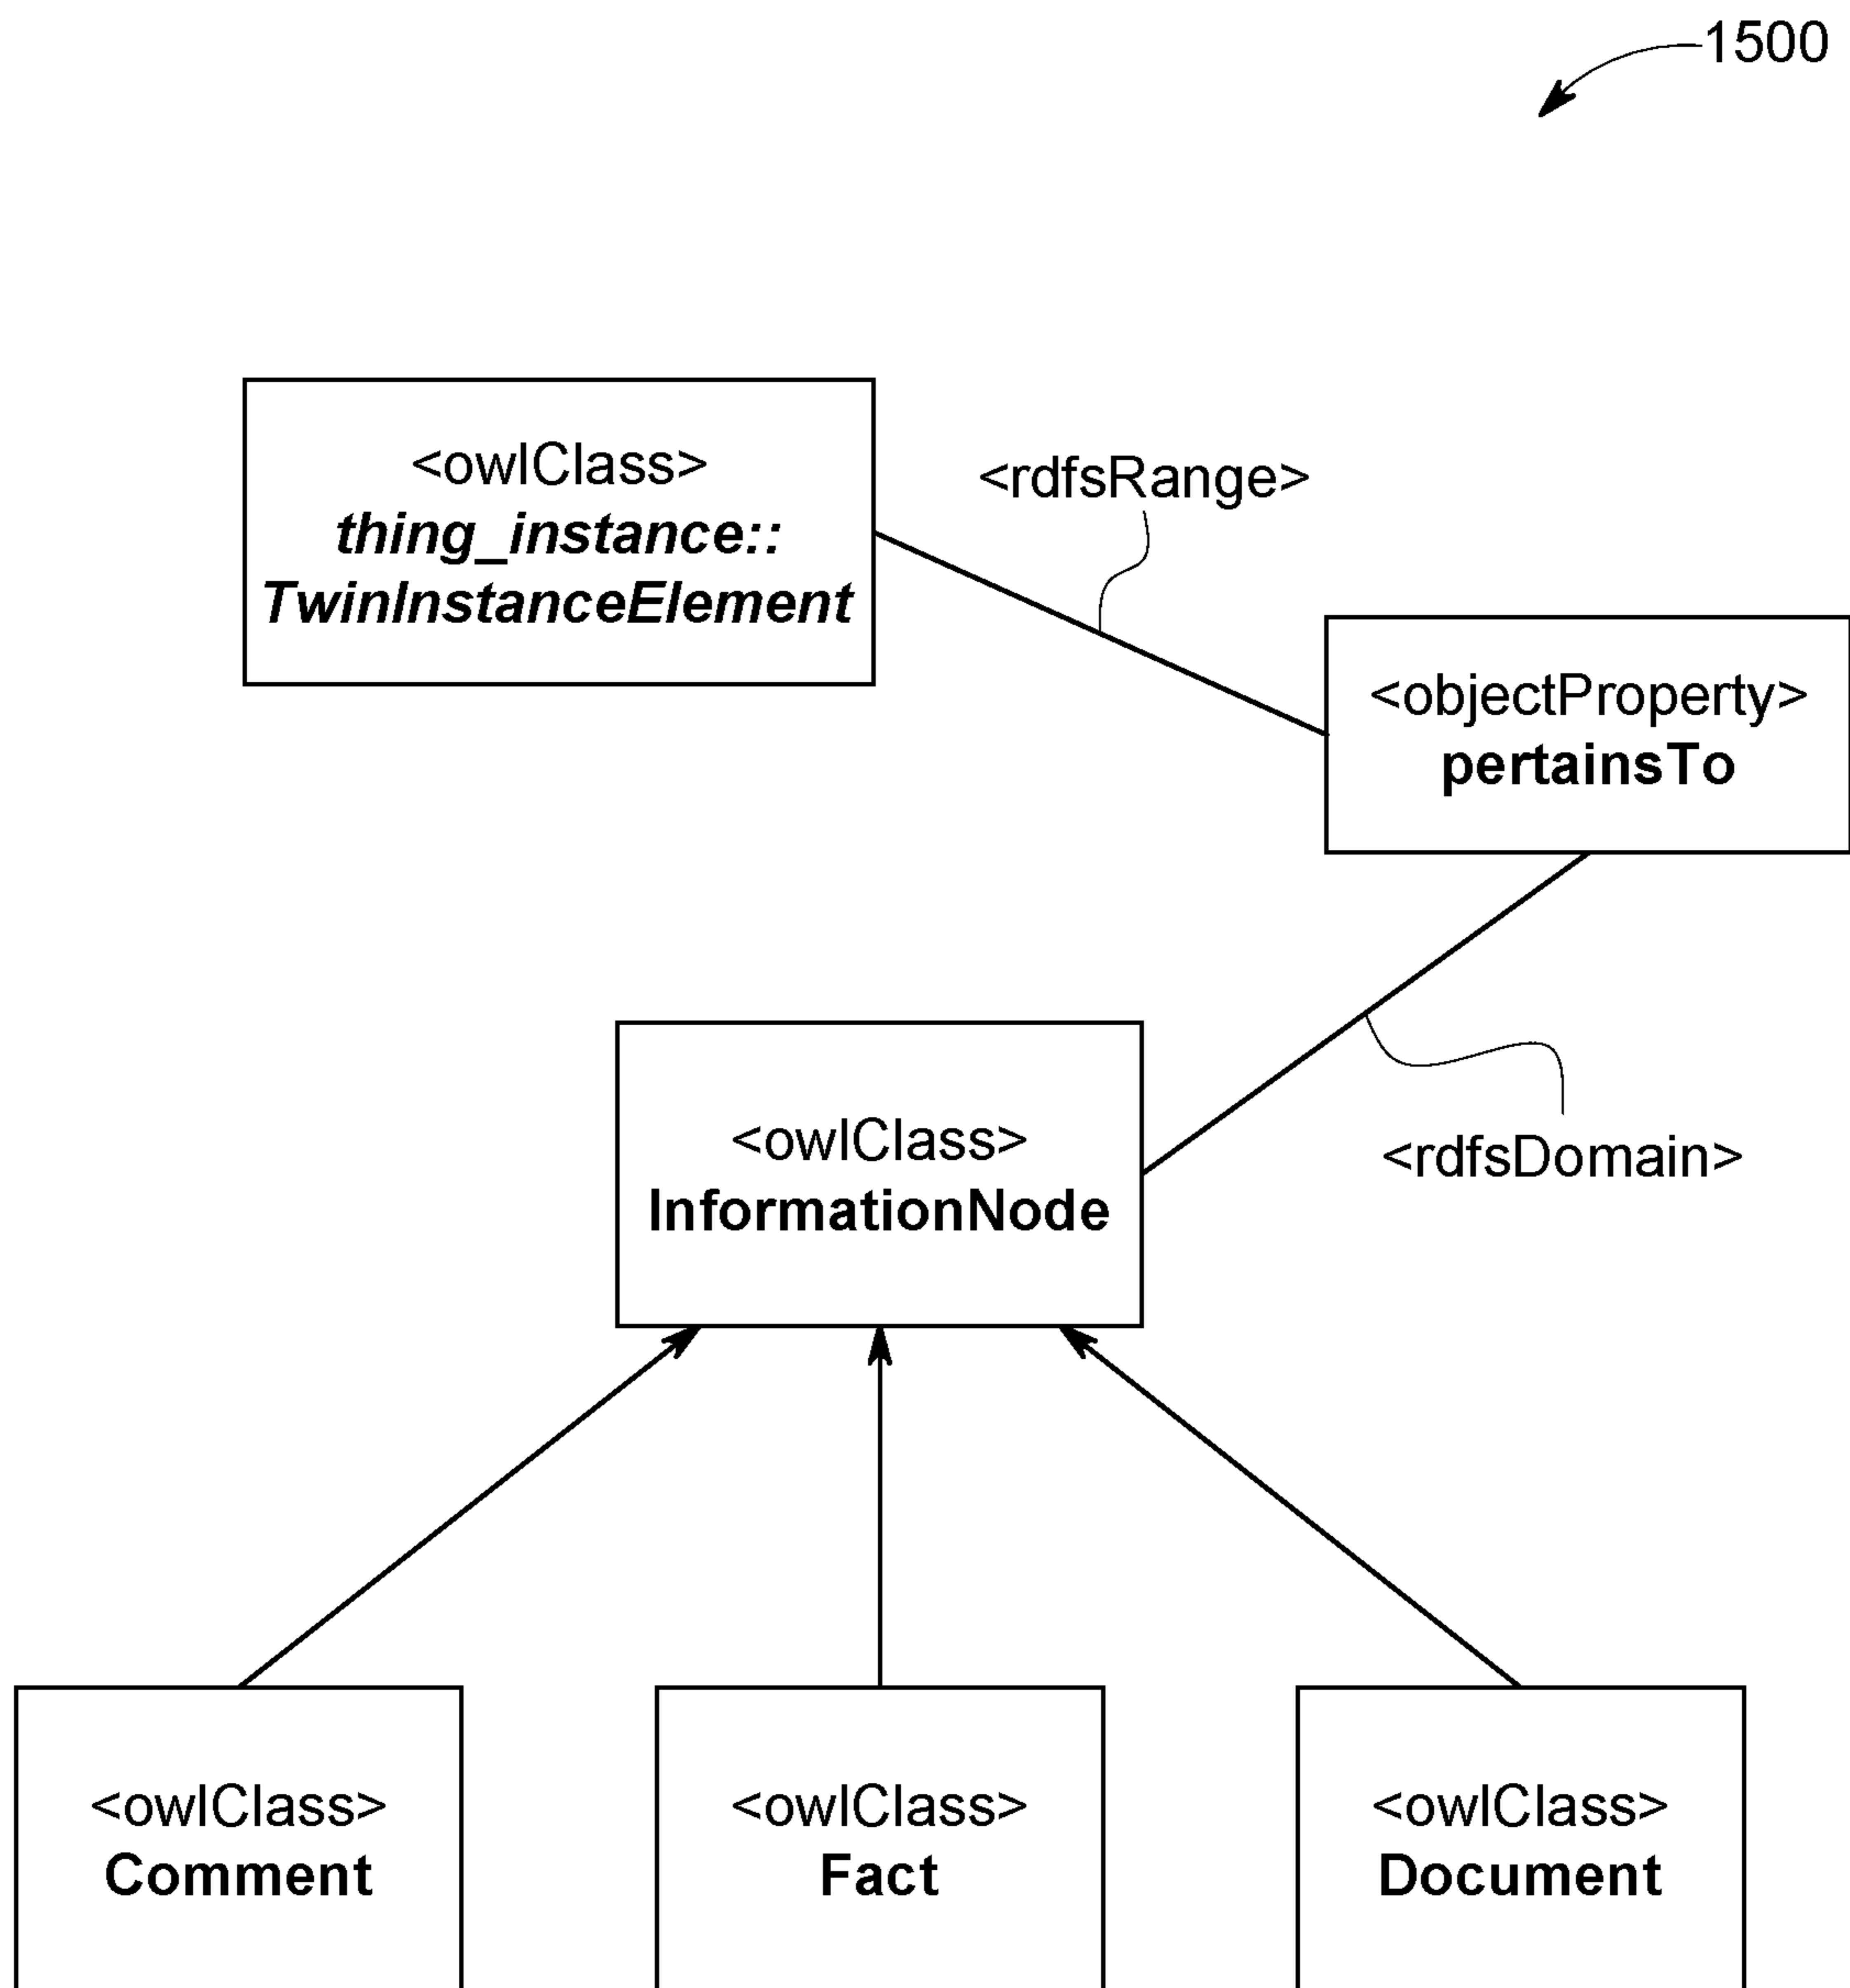 1500
<owlClass>
thing_instance::
TwinInstanceElement
<rdfsRange>
<objectProperty>
pertainsTo
<owlClass>
InformationNode
<rdfsDomain>
<owlClass>
Comment
<owlClass>
Fact
<owlClass>
Document